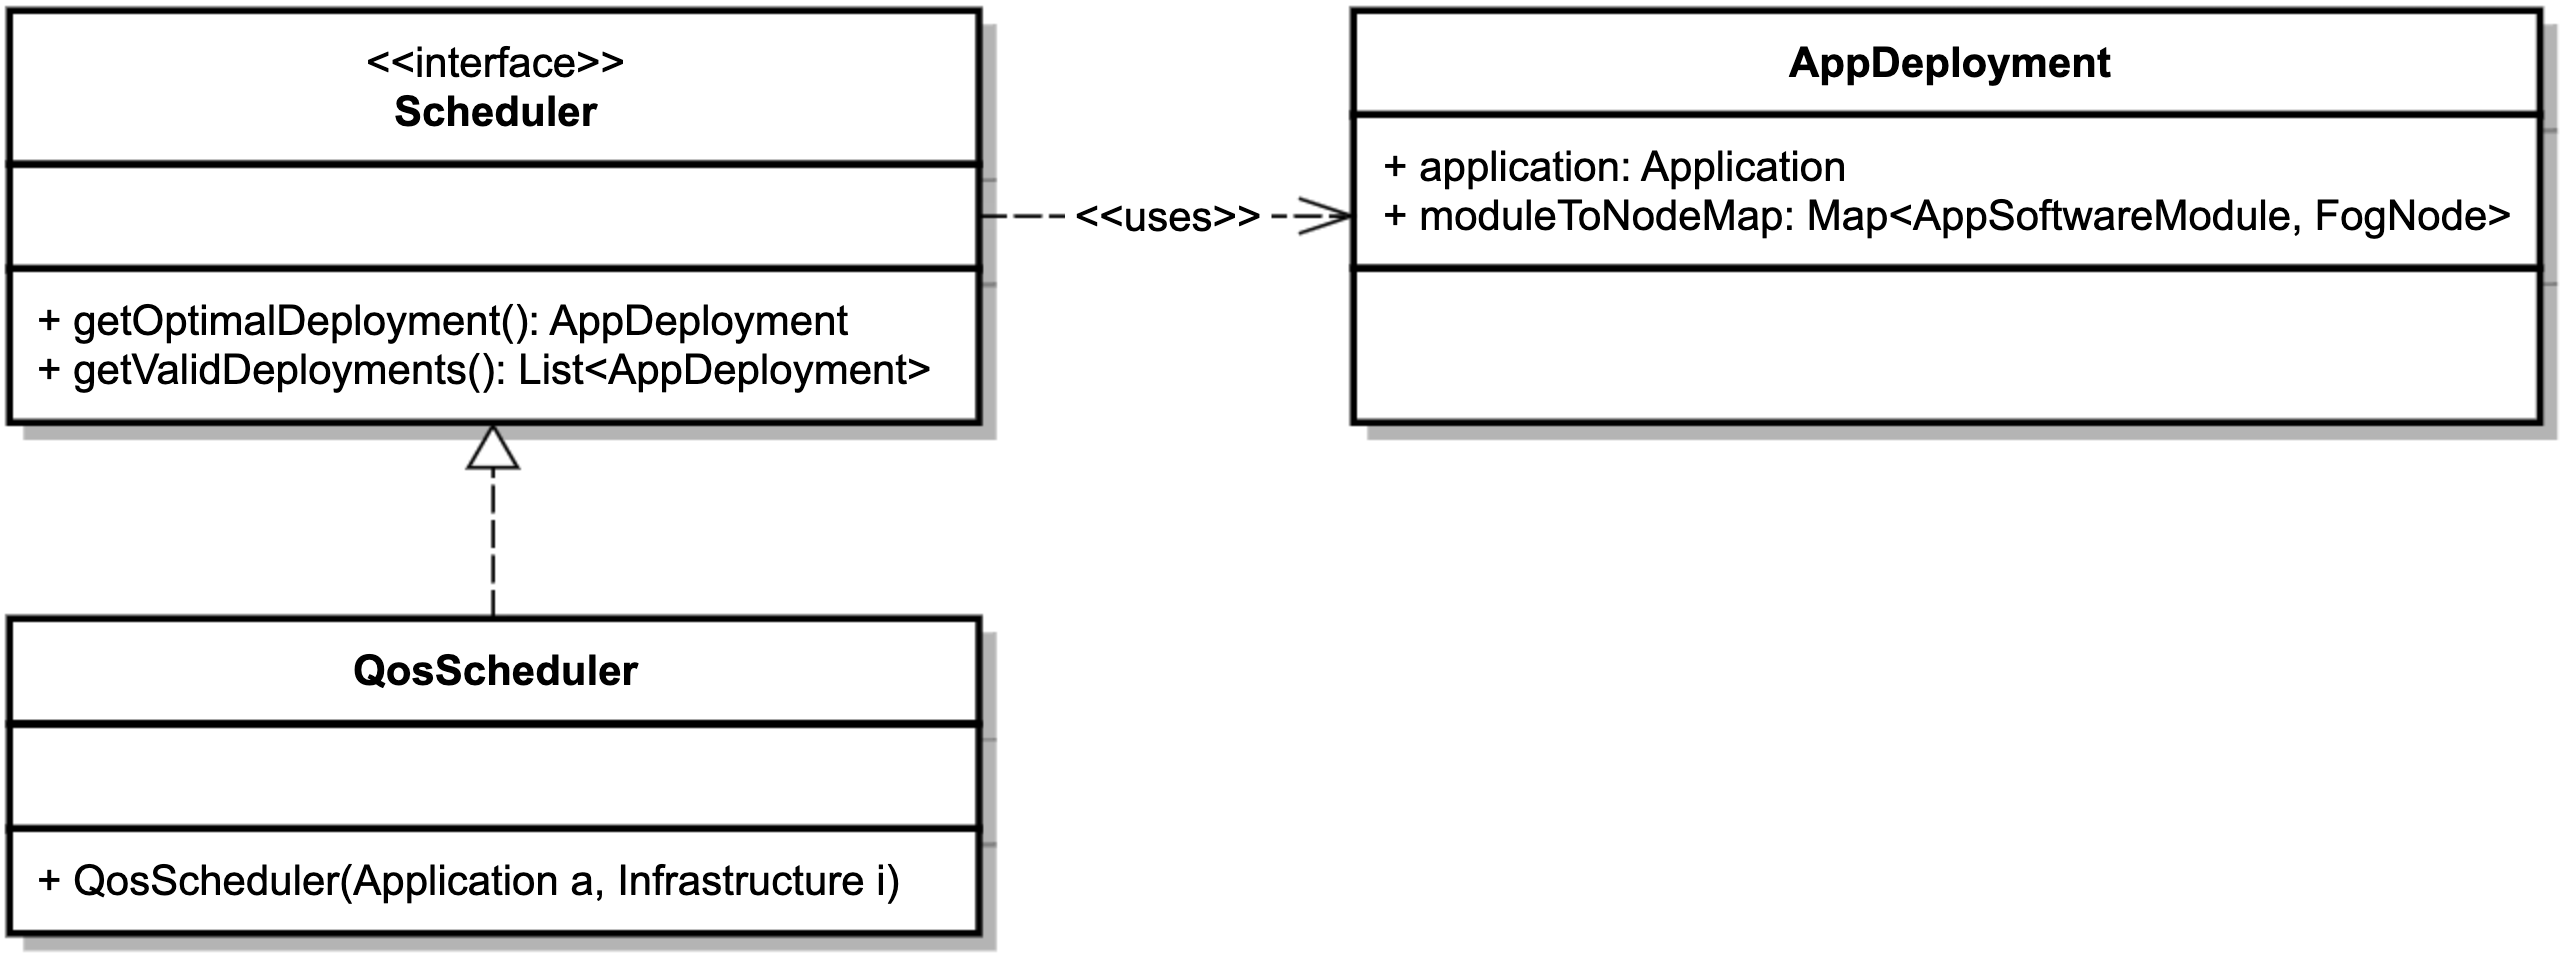 <<interface>>
Scheduler
+ getOptimalDeployment(): AppDeployment
+ getValidDeployments(): List<AppDeployment>
<<uses>>
AppDeployment
+ application: Application
+ moduleToNodeMap: Map<AppSoftwareModule, FogNode>
QosScheduler
+ QosScheduler(Application a, Infrastructure i)